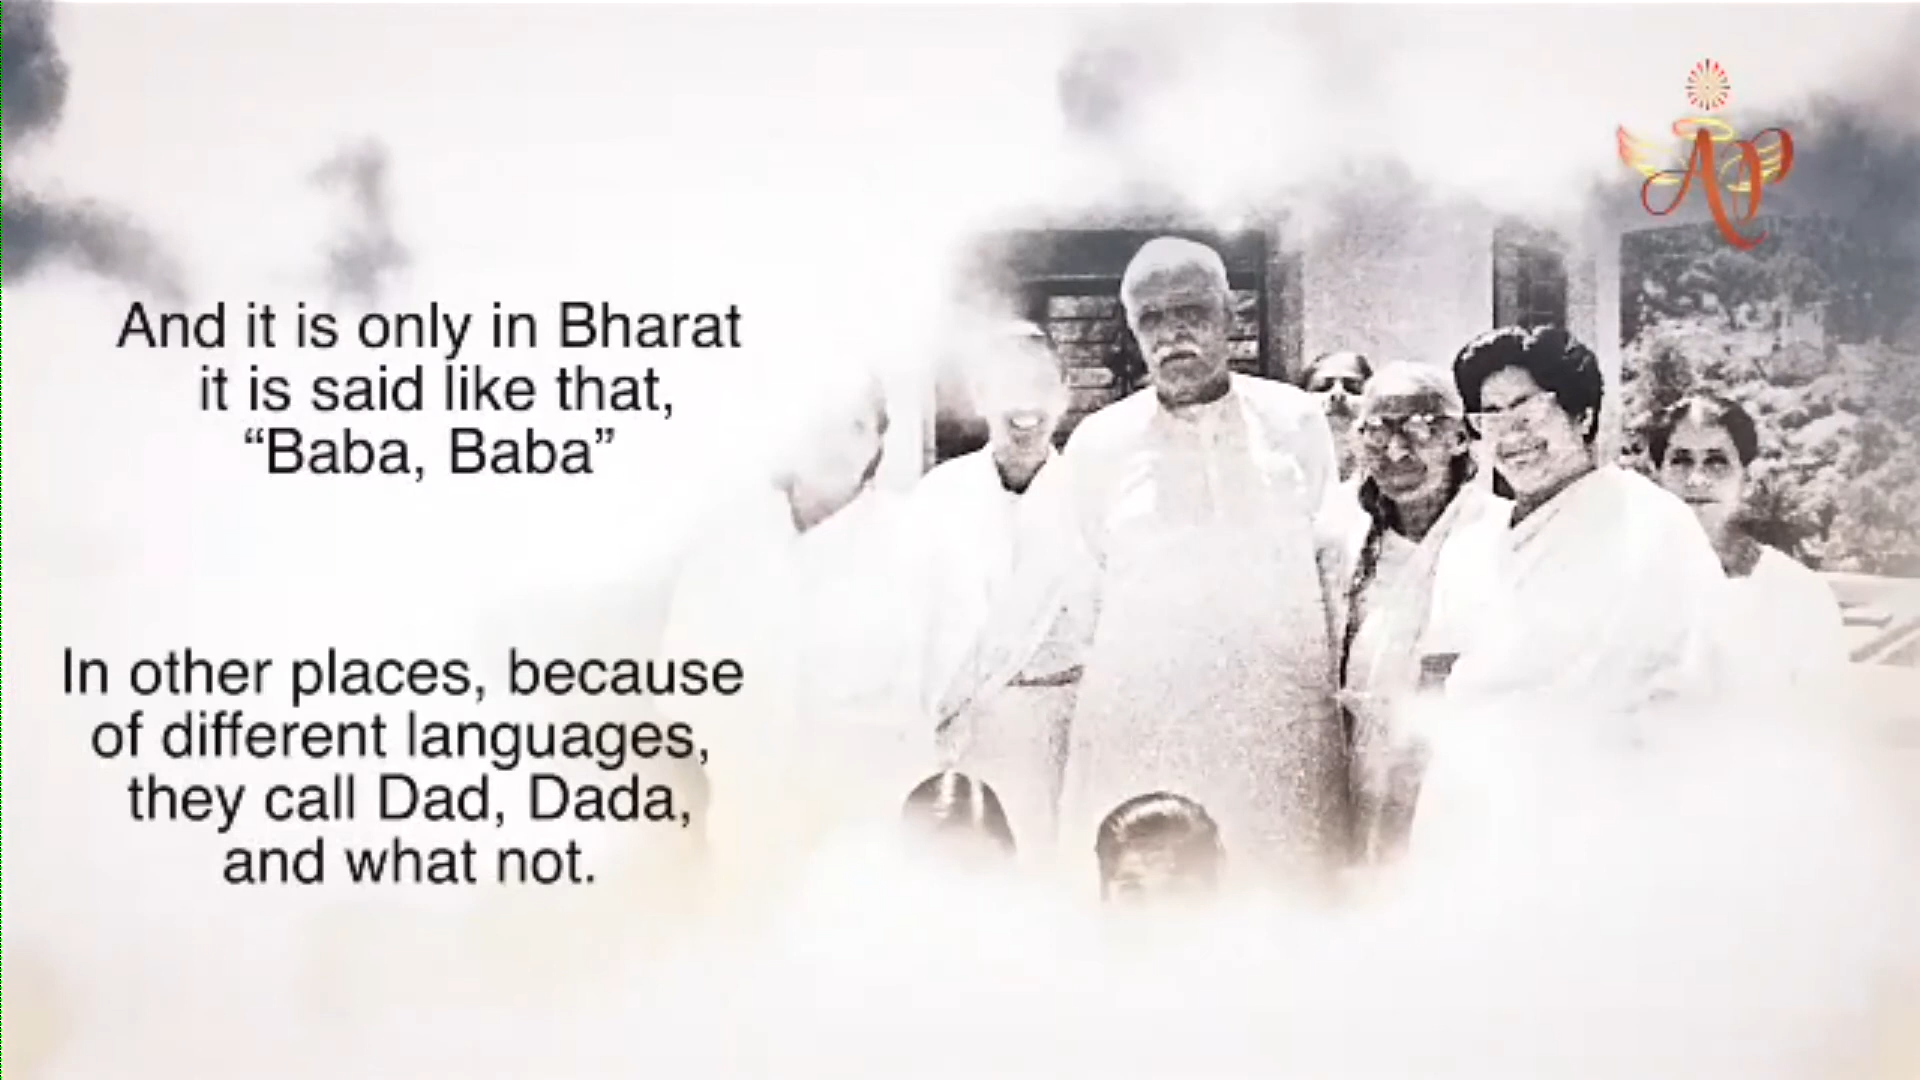 AP
And it is only in Bharat
it is said like that,
“Baba, Baba”
In other places, because
of different languages,
they call Dad, Dada,
and what not.